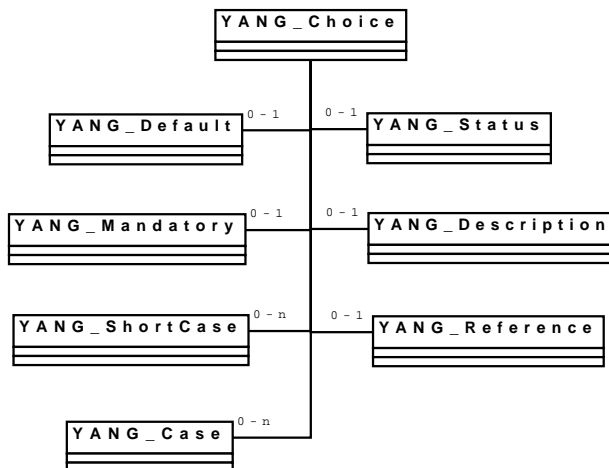 YANG_Choice
0-1
0-1
YANG_Default
YANG_Status
0-1
0-1
YANG_Mandatory
YANG_Description
0-n
0-1
YANG_ShortCase
YANG_Reference
0-n
YANG_Case